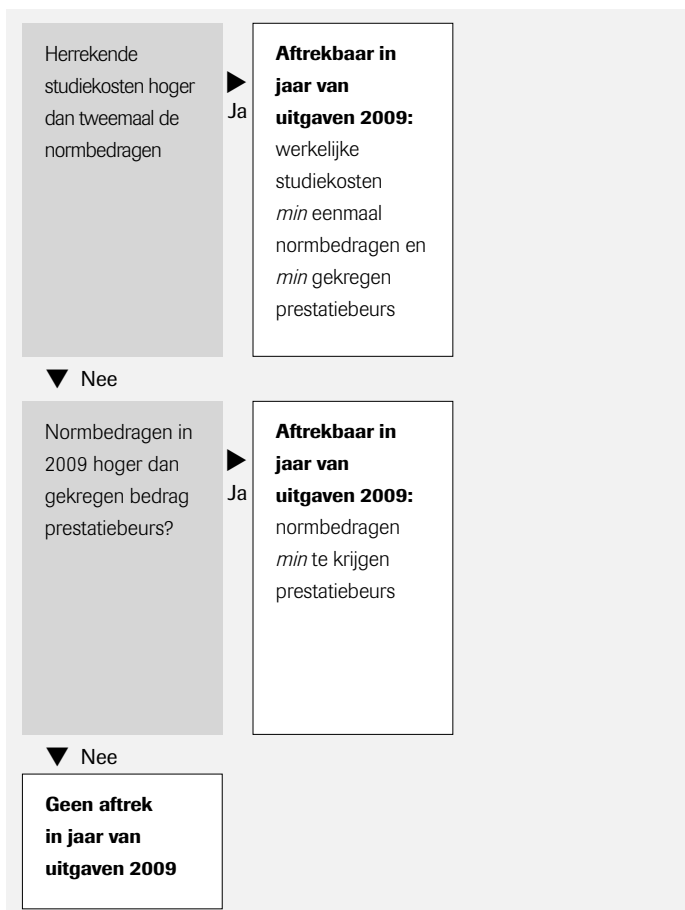 Herrekende
studiekosten hoger
dan tweemaal de
normbedragen
Ja
Aftrekbaar in
jaar van
uitgaven 2009:
werkelijke
studiekosten
min eenmaal
normbedragen en
min gekregen
prestatiebeurs
Nee
Normbedragen in
2009 hoger dan
gekregen bedrag
prestatiebeurs?
Ja
Aftrekbaar in
jaar van
uitgaven 2009:
normbedragen
min te krijgen
prestatiebeurs
Nee
Geen aftrek
in jaar van
uitgaven 2009